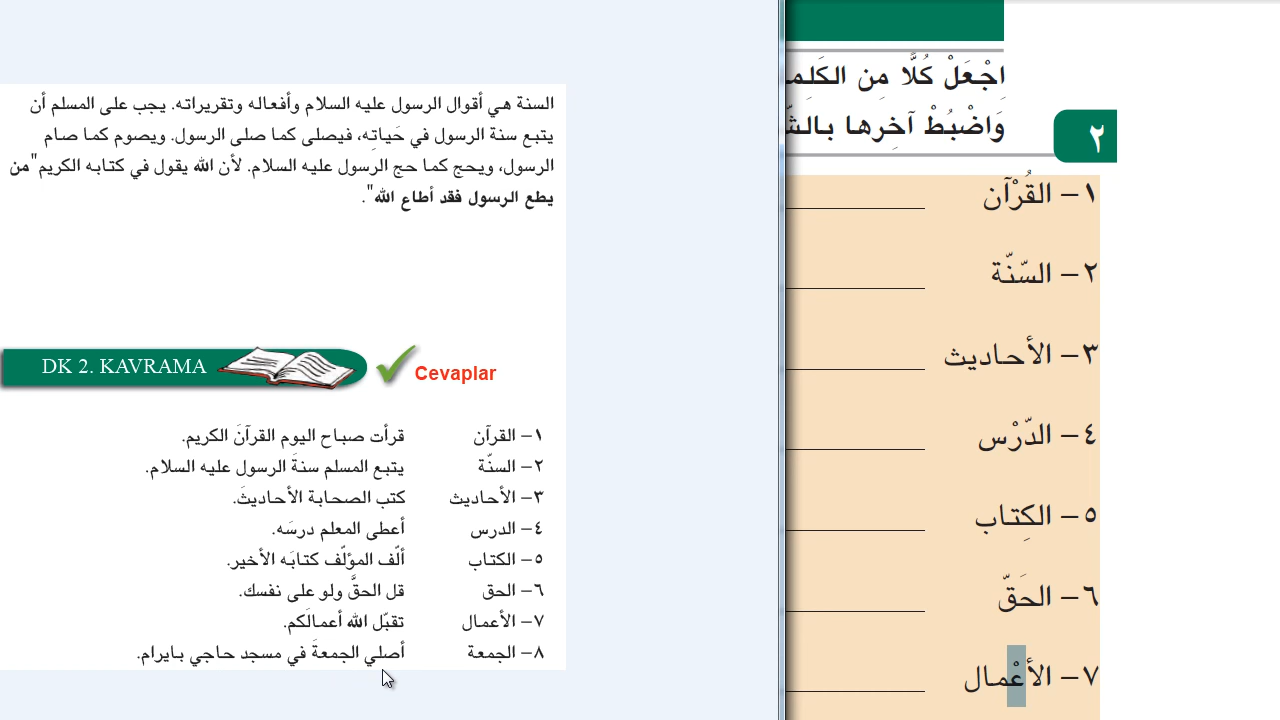 السنة هي أقوال الرسول عليه السلام وأفعاله وتقريراته. يجب على المسلم أن
يتبع سنة الرسول في حَياتِه، فيصلى كما صلى الرسول. ويصوم كما صام
الرسول، ويحج كما حج الرسول عليه السلام. لأن الله يقول في كتابه الكريم"من
يطع الرسول فقد أطاع الله".
DK 2. KAVRAMA
Cevaplar
١– القرآن قرأت صباح اليوم القرآنَ الكريم.
٢– السنّة يتبع المسلم سنةَ الرسول عليه السلام.
٣– الأحاديث كتب الصحابة الأحاديثَ.
٤– الدرس أعطى المعلم درسَه.
٥– الكتاب ألّف المؤلّف كتابَه الأخير.
٦– الحق قل الحقَّ ولو على نفسك.
٧– الأعمال تقبّل الله أعمالَكم.
٨– الجمعة أصلي الجمعةَ في مسجد حاجي بايرام.
اِجْعَلْ كُلَّا مِن
وَاضْبُطْ آخِرها
٢
١– القُرْآن
٢– السّنّة
٣– الأحاديث
٤– الدّرْس
٥– الكِتاب
٦– الحَقّ
٧– الأعْمال